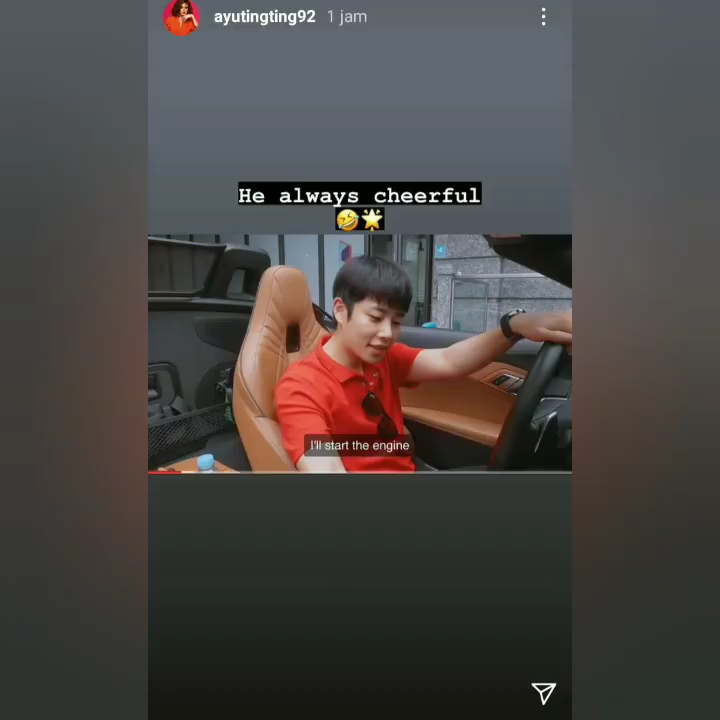 ayutingting92 1 jam
He always cheerful
🤣🌟
I'll start the engine